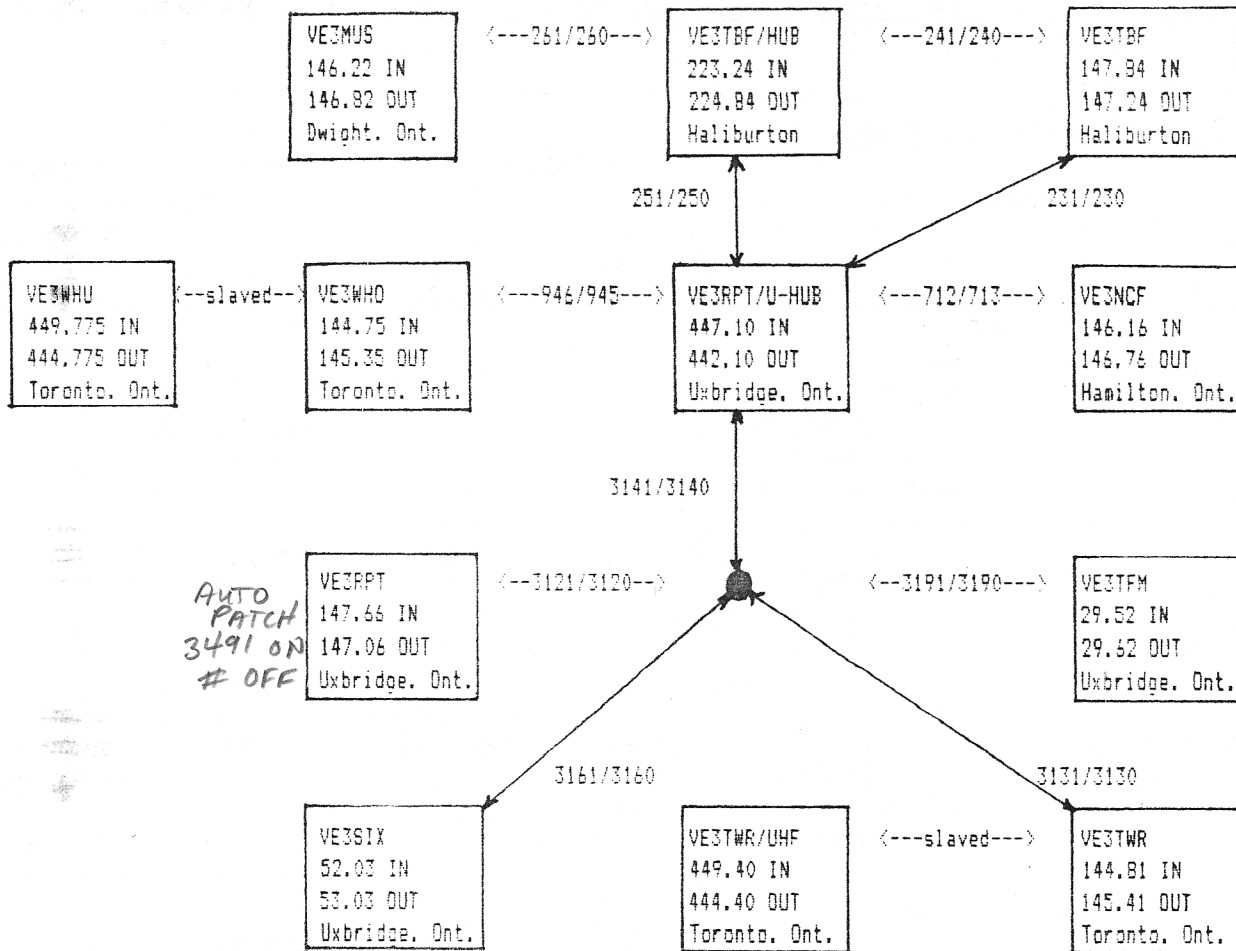 VE3MUS
146.22 IN
146.82 OUT
Dwight. Ont.
<---261/260--->
VE3TBF/HUB
223.24 IN
224.84 OUT
Haliburton
<---241/240--->
VE3TBF
147.84 IN
147.24 OUT
Haliburton
251/250
231/230
VE3WHU
449.775 IN
444.775 OUT
Toronto. Ont.
<--slaved-->
VE3WHO
144.75 IN
145.35 OUT
Toronto. Ont.
<---946/945--->
VE3RPT/U-HUB
447.10 IN
442.10 OUT
Uxbridge. Ont.
<---712/713--->
VE3NCF
146.16 IN
146.76 OUT
Hamilton. Ont.
3141/3140
AUTO
PATCH
3491 ON
# OFF
VE3RPT
147.66 IN
147.06 OUT
Uxbridge. Ont.
<--3121/3120-->
<--3191/3190--->
VE3TFM
29.52 IN
29.62 OUT
Uxbridge. Ont.
3161/3160
3131/3130
VE3SIX
52.03 IN
53.03 OUT
Uxbridge. Ont.
VE3TWR/UHF
449.40 IN
444.40 OUT
Toronto. Ont.
<---slaved--->
VE3TWR
144.81 IN
145.41 OUT
Toronto. Ont.